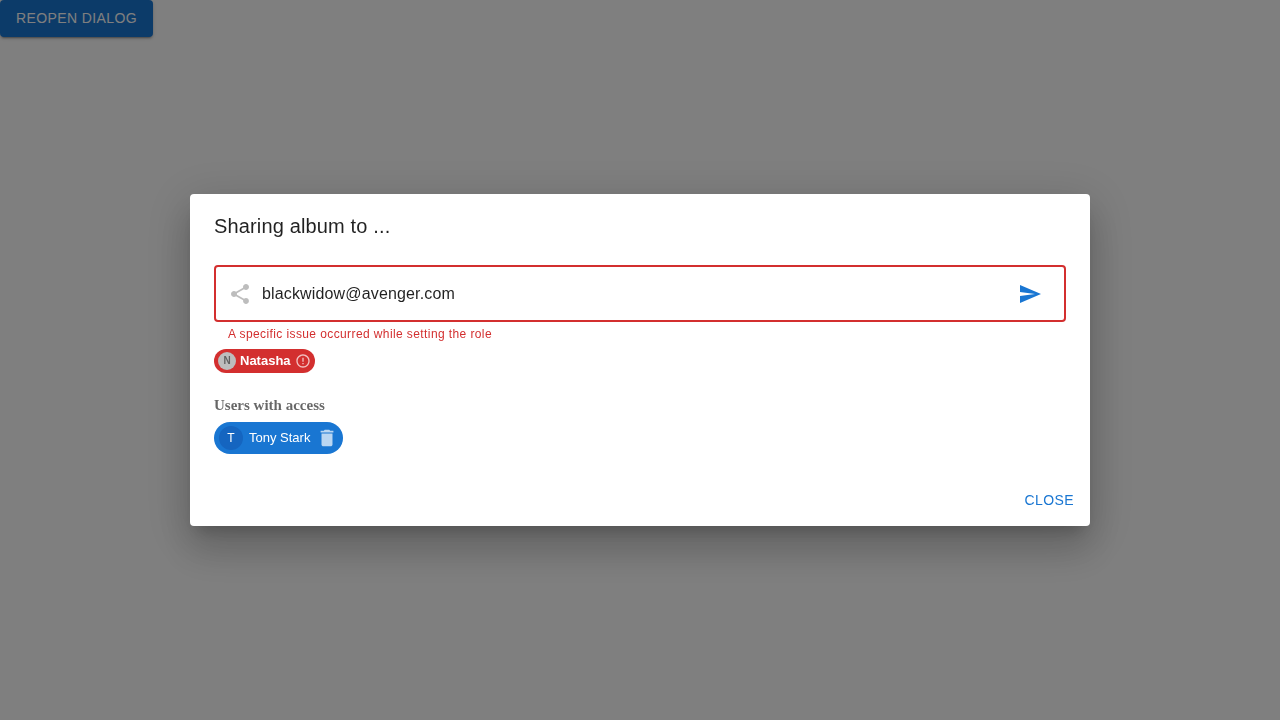 REOPEN DIALOG
Sharing album to ...
blackwidow@avenger.com
A specific issue occurred while setting the role
N Natasha
Users with access
T Tony Stark
CLOSE